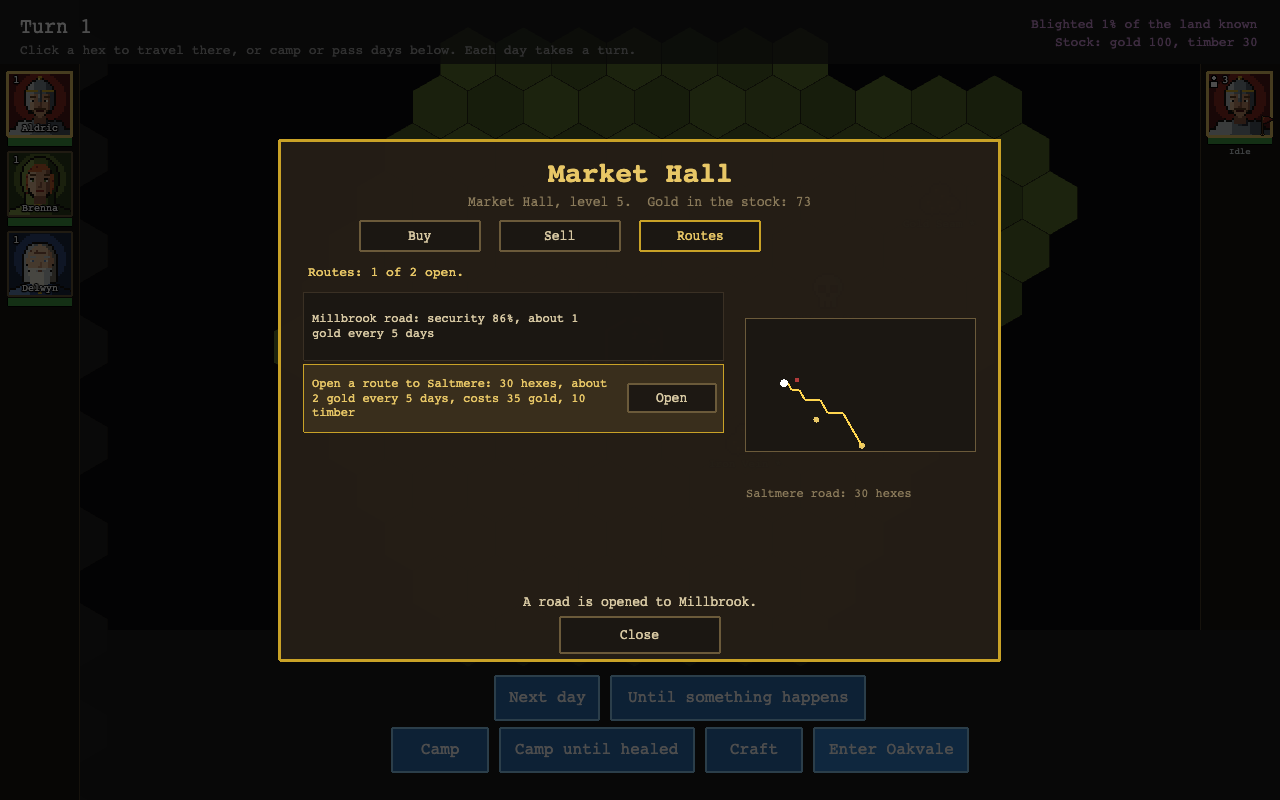 Turn 1
Click a hex to travel there, or camp or pass days below. Each day takes a turn.
Blighted 1% of the land known
Stock: gold 100, timber 30
1
Aldric
1
Brenna
1
Delwyn
3
Idle
Market Hall
Market Hall, level 5. Gold in the stock: 73
Buy
Sell
Routes
Routes: 1 of 2 open.
Millbrook road: security 86%, about 1
gold every 5 days
Open a route to Saltmere: 30 hexes, about
2 gold every 5 days, costs 35 gold, 10
timber
Open
Saltmere road: 30 hexes
A road is opened to Millbrook.
Close
Next day
Until something happens
Camp
Camp until healed
Craft
Enter Oakvale